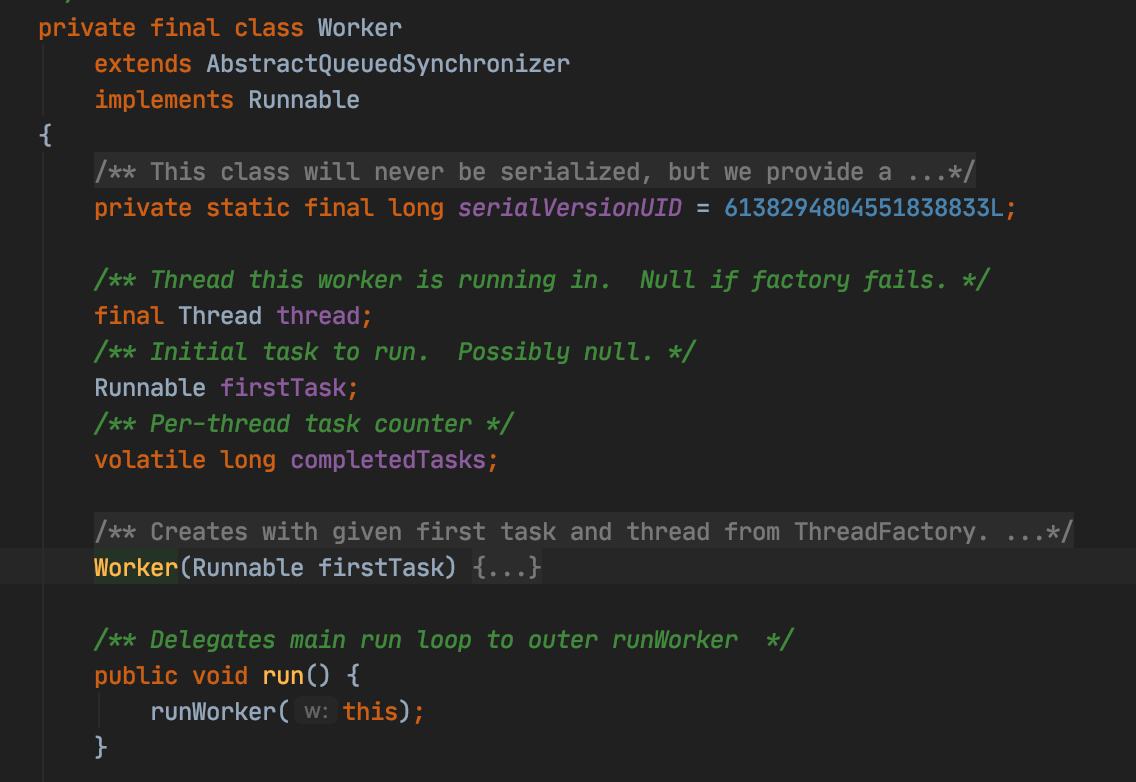 private final class Worker
extends AbstractQueuedSynchronizer
implements Runnable
{
/** This class will never be serialized, but we provide a ...*/
private static final long serialVersionUID = 6138294804551838833L;
/** Thread this worker is running in.  Null if factory fails. */
final Thread thread;
/** Initial task to run.  Possibly null. */
Runnable firstTask;
/** Per-thread task counter */
volatile long completedTasks;
/** Creates with given first task and thread from ThreadFactory. ...*/
Worker(Runnable firstTask) {...}
/** Delegates main run loop to outer runWorker  */
public void run() {
runWorker( w: this);
}